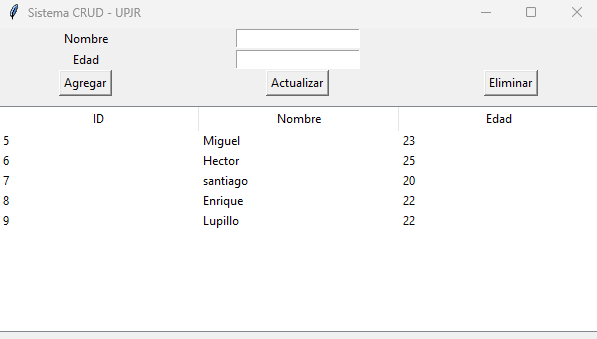 Sistema CRUD - UPJR
Nombre
Edad
Agregar Actualizar Eliminar
ID Nombre Edad
5 Miguel 23
6 Hector 25
7 santiago 20
8 Enrique 22
9 Lupillo 22